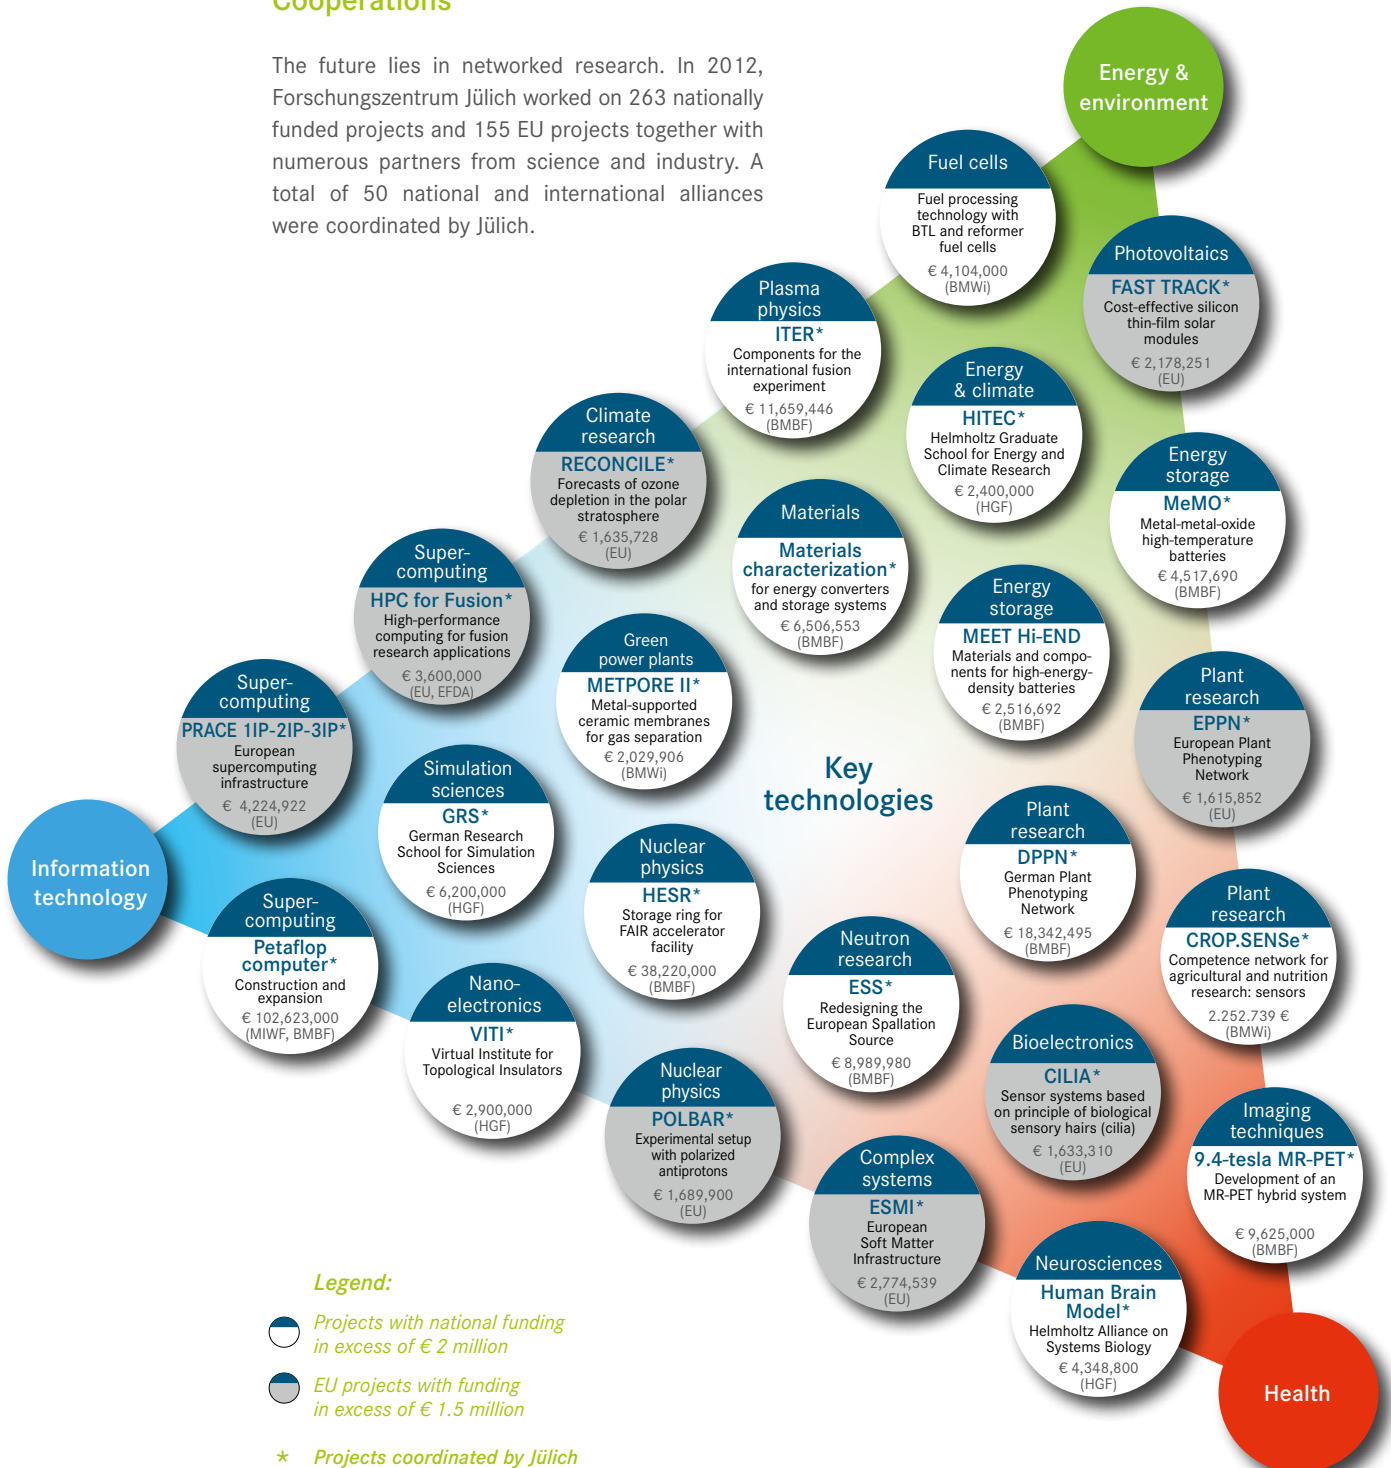 Cooperations
The future lies in networked research. In 2012,
Forschungszentrum Jülich worked on 263 nationally
funded projects and 155 EU projects together with
numerous partners from science and industry. A
total of 50 national and international alliances
were coordinated by Jülich.
Energy &
environment
Fuel cells
Fuel processing
technology with
BTL and reformer
fuel cells
€ 4,104,000
(BMWi)
Photovoltaics
FAST TRACK*
Cost-effective silicon
thin-film solar
modules
€ 2,178,251
(EU)
Plasma
physics
ITER*
Components for the
international fusion
experiment
€ 11,659,446
(BMBF)
Energy
& climate
HITEC*
Helmholtz Graduate
School for Energy and
Climate Research
€ 2,400,000
(HGF)
Climate
research
RECONCILE*
Forecasts of ozone
depletion in the polar
stratosphere
€ 1,635,728
(EU)
Energy
storage
MeMO*
Metal-metal-oxide
high-temperature
batteries
€ 4,517,690
(BMBF)
Materials
Materials
characterization*
for energy converters
and storage systems
€ 6,506,553
(BMBF)
Super-
computing
HPC for Fusion*
High-performance
computing for fusion
research applications
€ 3,600,000
(EU, EFDA)
Energy
storage
MEET Hi-END
Materials and compo-
nents for high-energy-
density batteries
€ 2,516,692
(BMBF)
Green
power plants
METPORE II*
Metal-supported
ceramic membranes
for gas separation
€ 2,029,906
(BMWi)
Super-
computing
PRACE 1IP-2IP-3IP*
European
supercomputing
infrastructure
€ 4,224,922
(EU)
Plant
research
EPPN*
European Plant
Phenotyping
Network
€ 1,615,852
(EU)
Simulation
sciences
GRS*
German Research
School for Simulation
Sciences
€ 6,200,000
(HGF)
Key
technologies
Plant
research
DPPN*
German Plant
Phenotyping
Network
€ 18,342,495
(BMBF)
Information
technology
Nuclear
physics
HESR*
Storage ring for
FAIR accelerator
facility
€ 38,220,000
(BMBF)
Super-
computing
Petaflop
computer*
Construction and
expansion
€ 102,623,000
(MIWF, BMBF)
Plant
research
CROP.SENSe*
Competence network for
agricultural and nutrition
research: sensors
2.252.739 €
(BMWi)
Neutron
research
ESS*
Redesigning the
European Spallation
Source
€ 8,989,980
(BMBF)
Nano-
electronics
VITI*
Virtual Institute for
Topological Insulators
€ 2,900,000
(HGF)
Bioelectronics
CILIA*
Sensor systems based
on principle of biological
sensory hairs (cilia)
€ 1,633,310
(EU)
Nuclear
physics
POLBAR*
Experimental setup
with polarized
antiprotons
€ 1,689,900
(EU)
Imaging
techniques
9.4-tesla MR-PET*
Development of an
MR-PET hybrid system
€ 9,625,000
(BMBF)
Complex
systems
ESMI*
European
Soft Matter
Infrastructure
€ 2,774,539
(EU)
Neurosciences
Human Brain
Model*
Helmholtz Alliance on
Systems Biology
€ 4,348,800
(HGF)
Health
Legend:
Projects with national funding
in excess of € 2 million
EU projects with funding
in excess of € 1.5 million
* Projects coordinated by Jülich